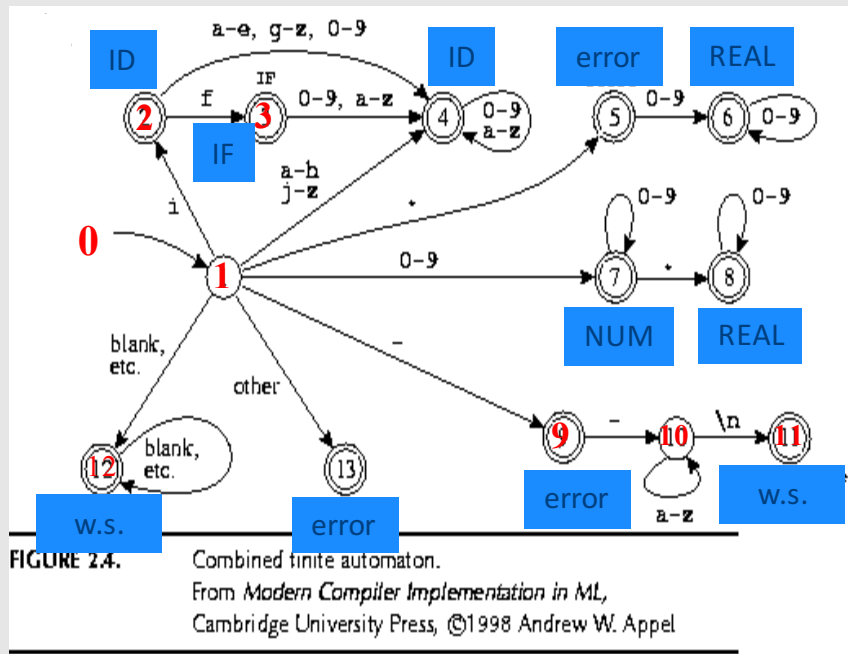 a-e, g-z, 0-9
ID
ID
error
REAL
f
IF
0-9, a-z
0-9
a-z
0-9
0-9
2
3
4
5
6
IF
a-h
j-z
.
i
0-9
0-9
0
1
0-9
7
.
8
NUM
REAL
blank,
etc.
other
-
-
\n
blank,
etc.
9
10
11
12
13
a-z
w.s.
error
error
w.s.
FIGURE 2.4. Combined finite automaton.
From Modern Compiler Implementation in ML,
Cambridge University Press, ©1998 Andrew W. Appel